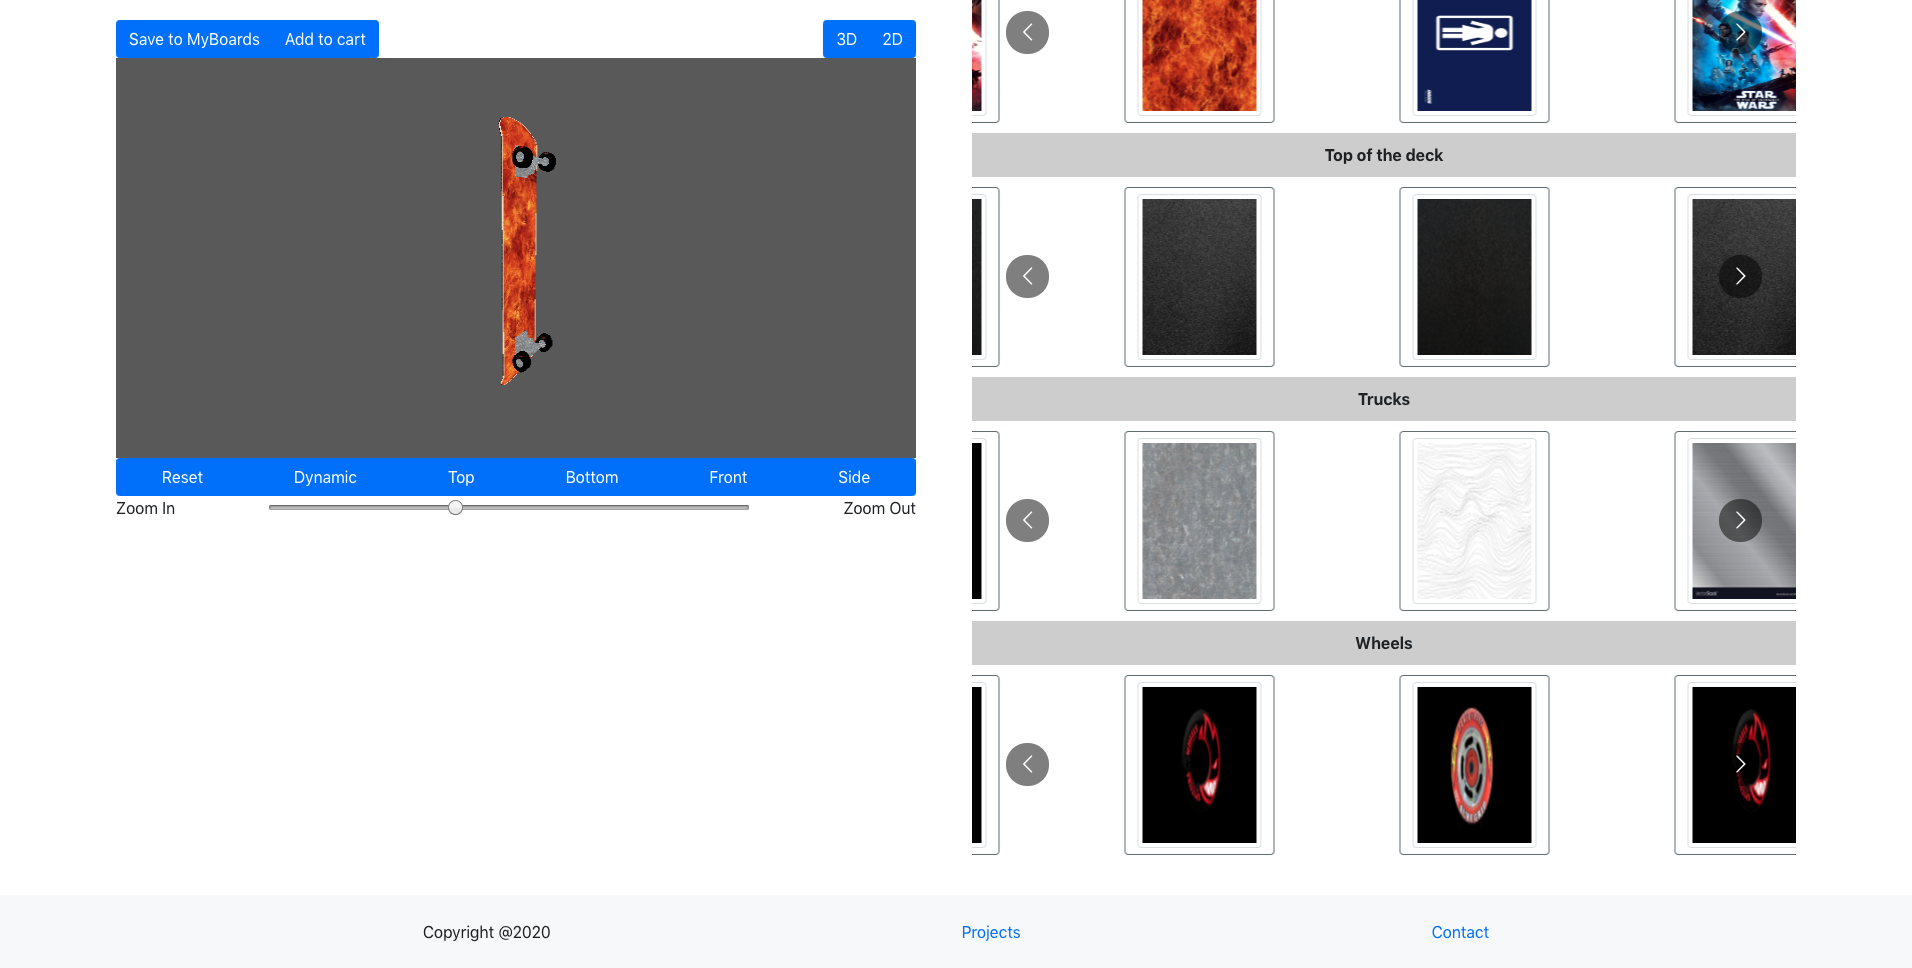 Save to MyBoards
Add to cart
3D
2D
Reset
Dynamic
Top
Bottom
Front
Side
Zoom In
Zoom Out
STAR
WARS
Top of the deck
Trucks
Wheels
Copyright @2020
Projects
Contact